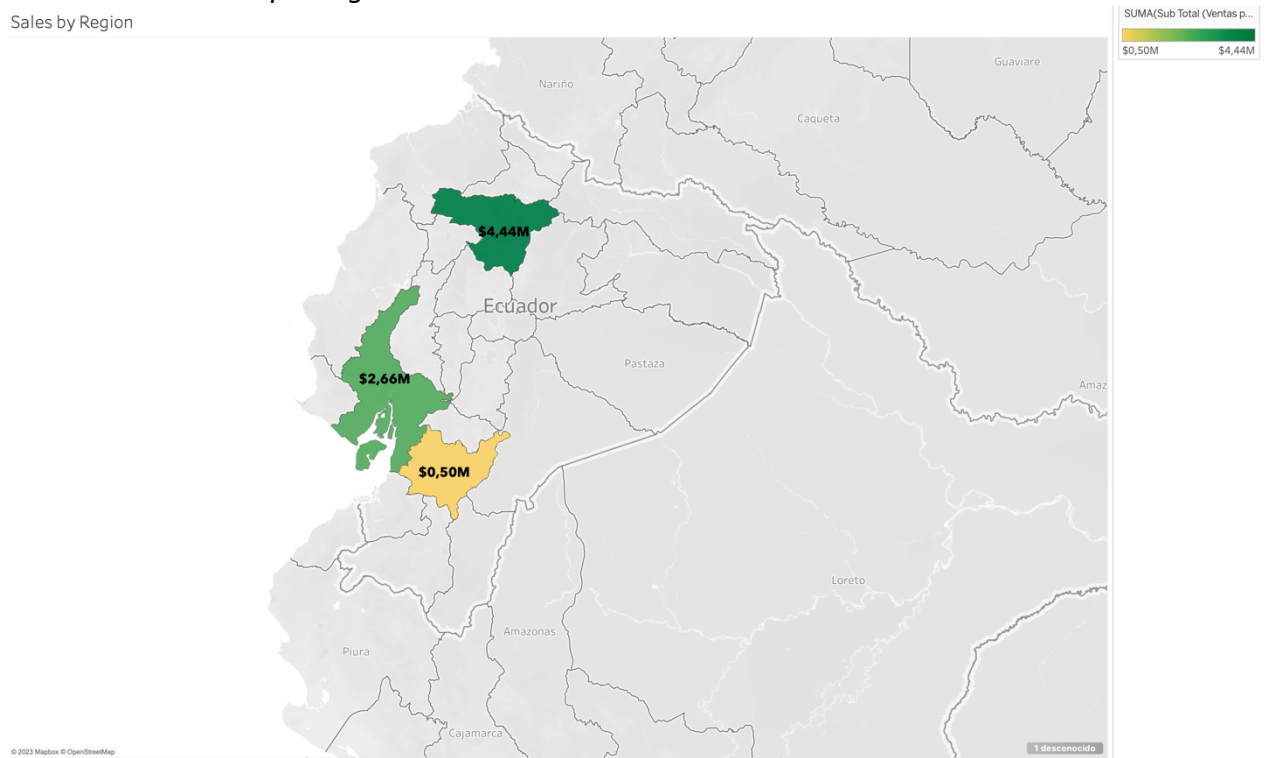 Sales by Region
SUMA(Sub Total (Ventas p...
$0,50M
$4,44M
Guaviare
Nariño
Caquetá
$4,44M
Ecuador
Pastaza
$2,66M
Amaz
$0,50M
Loreto
Amazonas
Piura
Cajamarca
© 2023 Mapbox © OpenStreetMap
1 desconocido